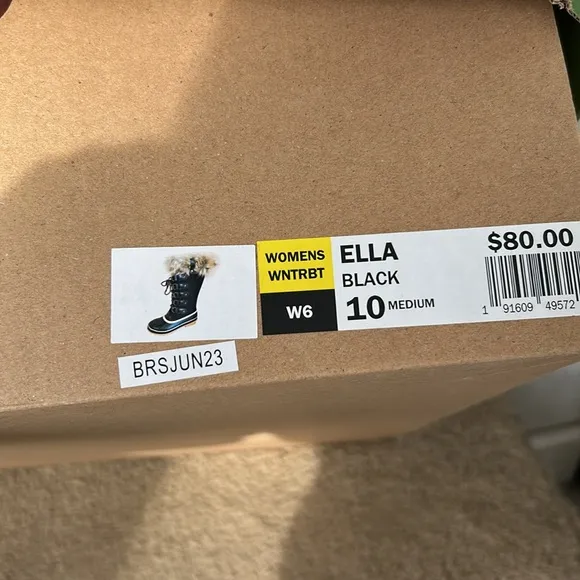 WOMENS
WNTRBT
W6
ELLA
BLACK
10 MEDIUM
$80.00
1 91609 49572
BRSJUN23